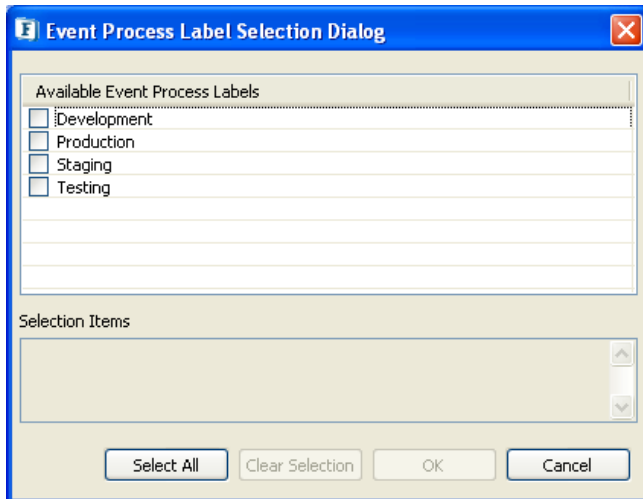 Event Process Label Selection Dialog
Available Event Process Labels
Development
Production
Staging
Testing
Selection Items
Select All
Clear Selection
OK
Cancel